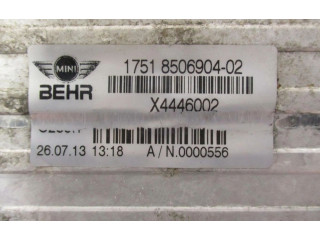 MINI
1751 8506904-02
BEHR
X4446002
26.07.13 13:18 A/N.0000556